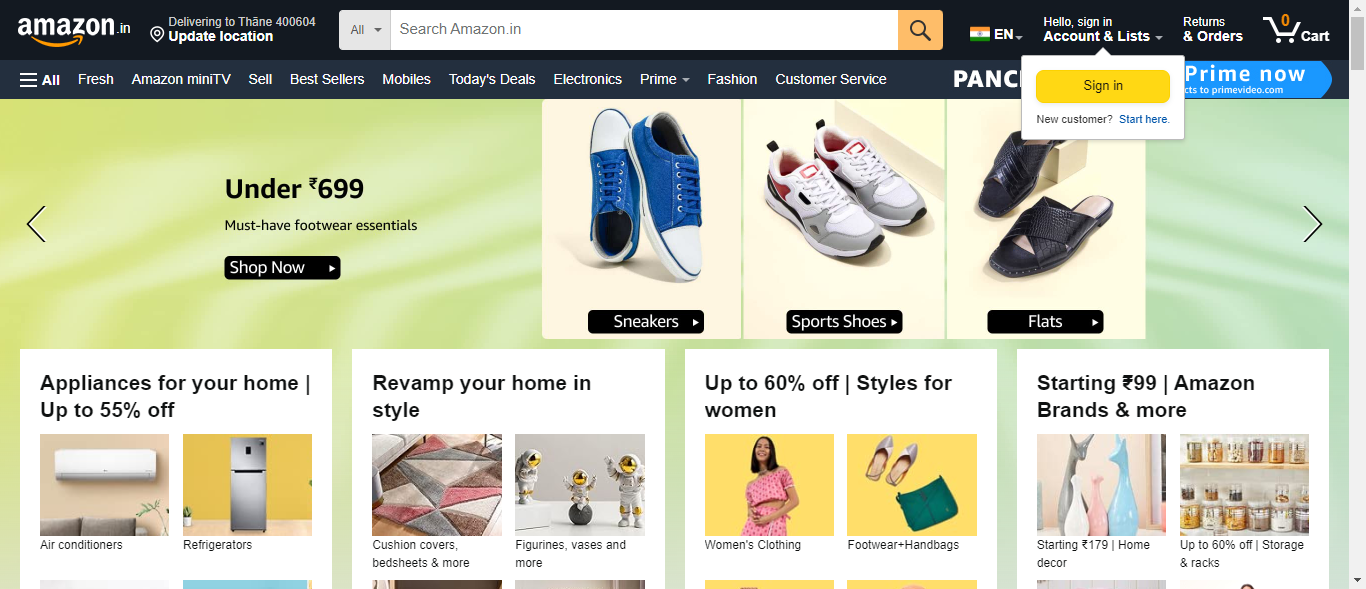 amazon.in
Delivering to Thāne 400604
Update location
All
Search Amazon.in
EN
Hello, sign in
Account & Lists
Returns
& Orders
0
Cart
All
Fresh
Amazon miniTV
Sell
Best Sellers
Mobiles
Today's Deals
Electronics
Prime
Fashion
Customer Service
Prime now
to primevideo.com
Sign in
New customer? Start here.
Under ₹699
Must-have footwear essentials
Shop Now
Sneakers
Sports Shoes
Flats
Appliances for your home |
Up to 55% off
Air conditioners
Refrigerators
Revamp your home in
style
Cushion covers,
bedsheets & more
Figurines, vases and
more
Up to 60% off | Styles for
women
Women's Clothing
Footwear+Handbags
Starting ₹99 | Amazon
Brands & more
Starting ₹179 | Home
decor
Up to 60% off | Storage
& racks